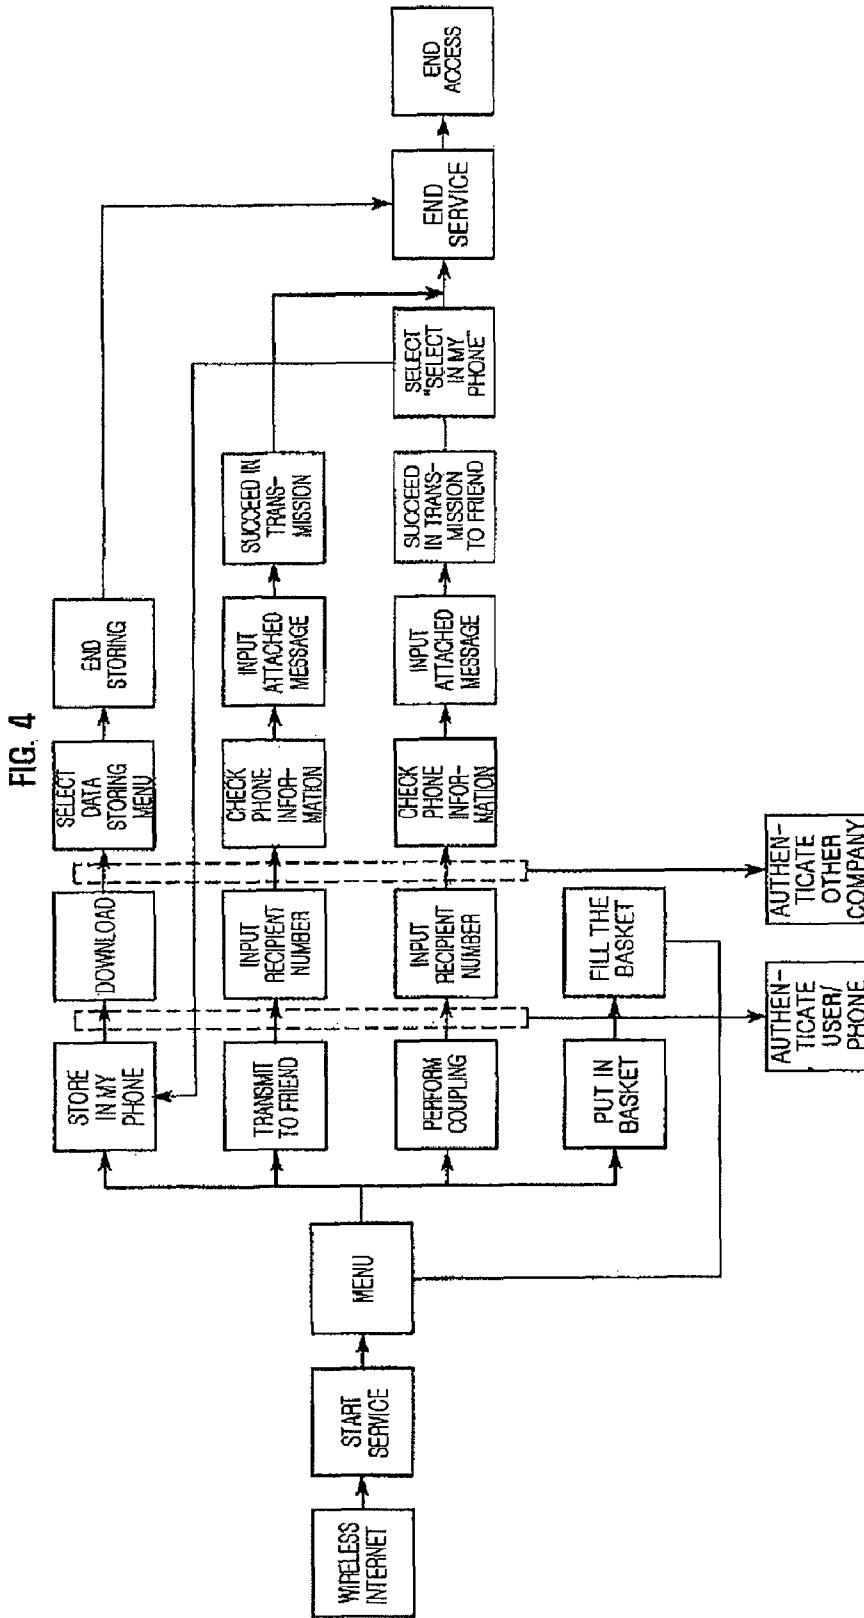 FIG. 4
WIRELESS
INTERNET
START
SERVICE
MENU
STORE
IN MY
PHONE
DOWNLOAD
SELECT
DATA
STORING
MENU
END
STORING
TRANSMIT
TO FRIEND
INPUT
RECIPIENT
NUMBER
CHECK
PHONE
INFOR-
MATION
INPUT
ATTACHED
MESSAGE
SUCCEED IN
TRANS-
MISSION
PERFORM
COUPLING
INPUT
RECIPIENT
NUMBER
CHECK
PHONE
INFOR-
MATION
INPUT
ATTACHED
MESSAGE
SUCCEED
IN TRANS-
MISSION
TO FRIEND
SELECT
"SELECT
IN MY
PHONE"
END
SERVICE
END
ACCESS
PUT IN
BASKET
FILL THE
BASKET
AUTHEN-
TICATE
USER/
PHONE
AUTHEN-
TICATE
OTHER
COMPANY